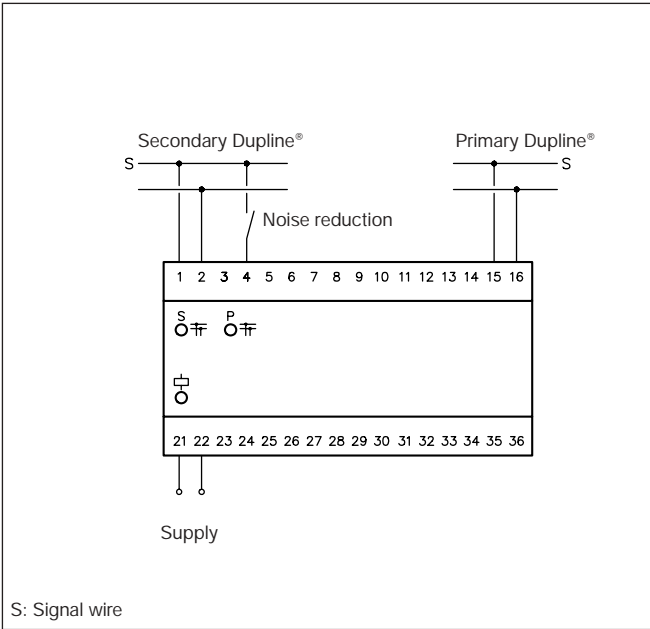 Secondary Dupline® Primary Dupline®
S S
Noise reduction
1 2 3 4 5 6 7 8 9 10 11 12 13 14 15 16
S P
21 22 23 24 25 26 27 28 29 30 31 32 33 34 35 36
Supply
S: Signal wire